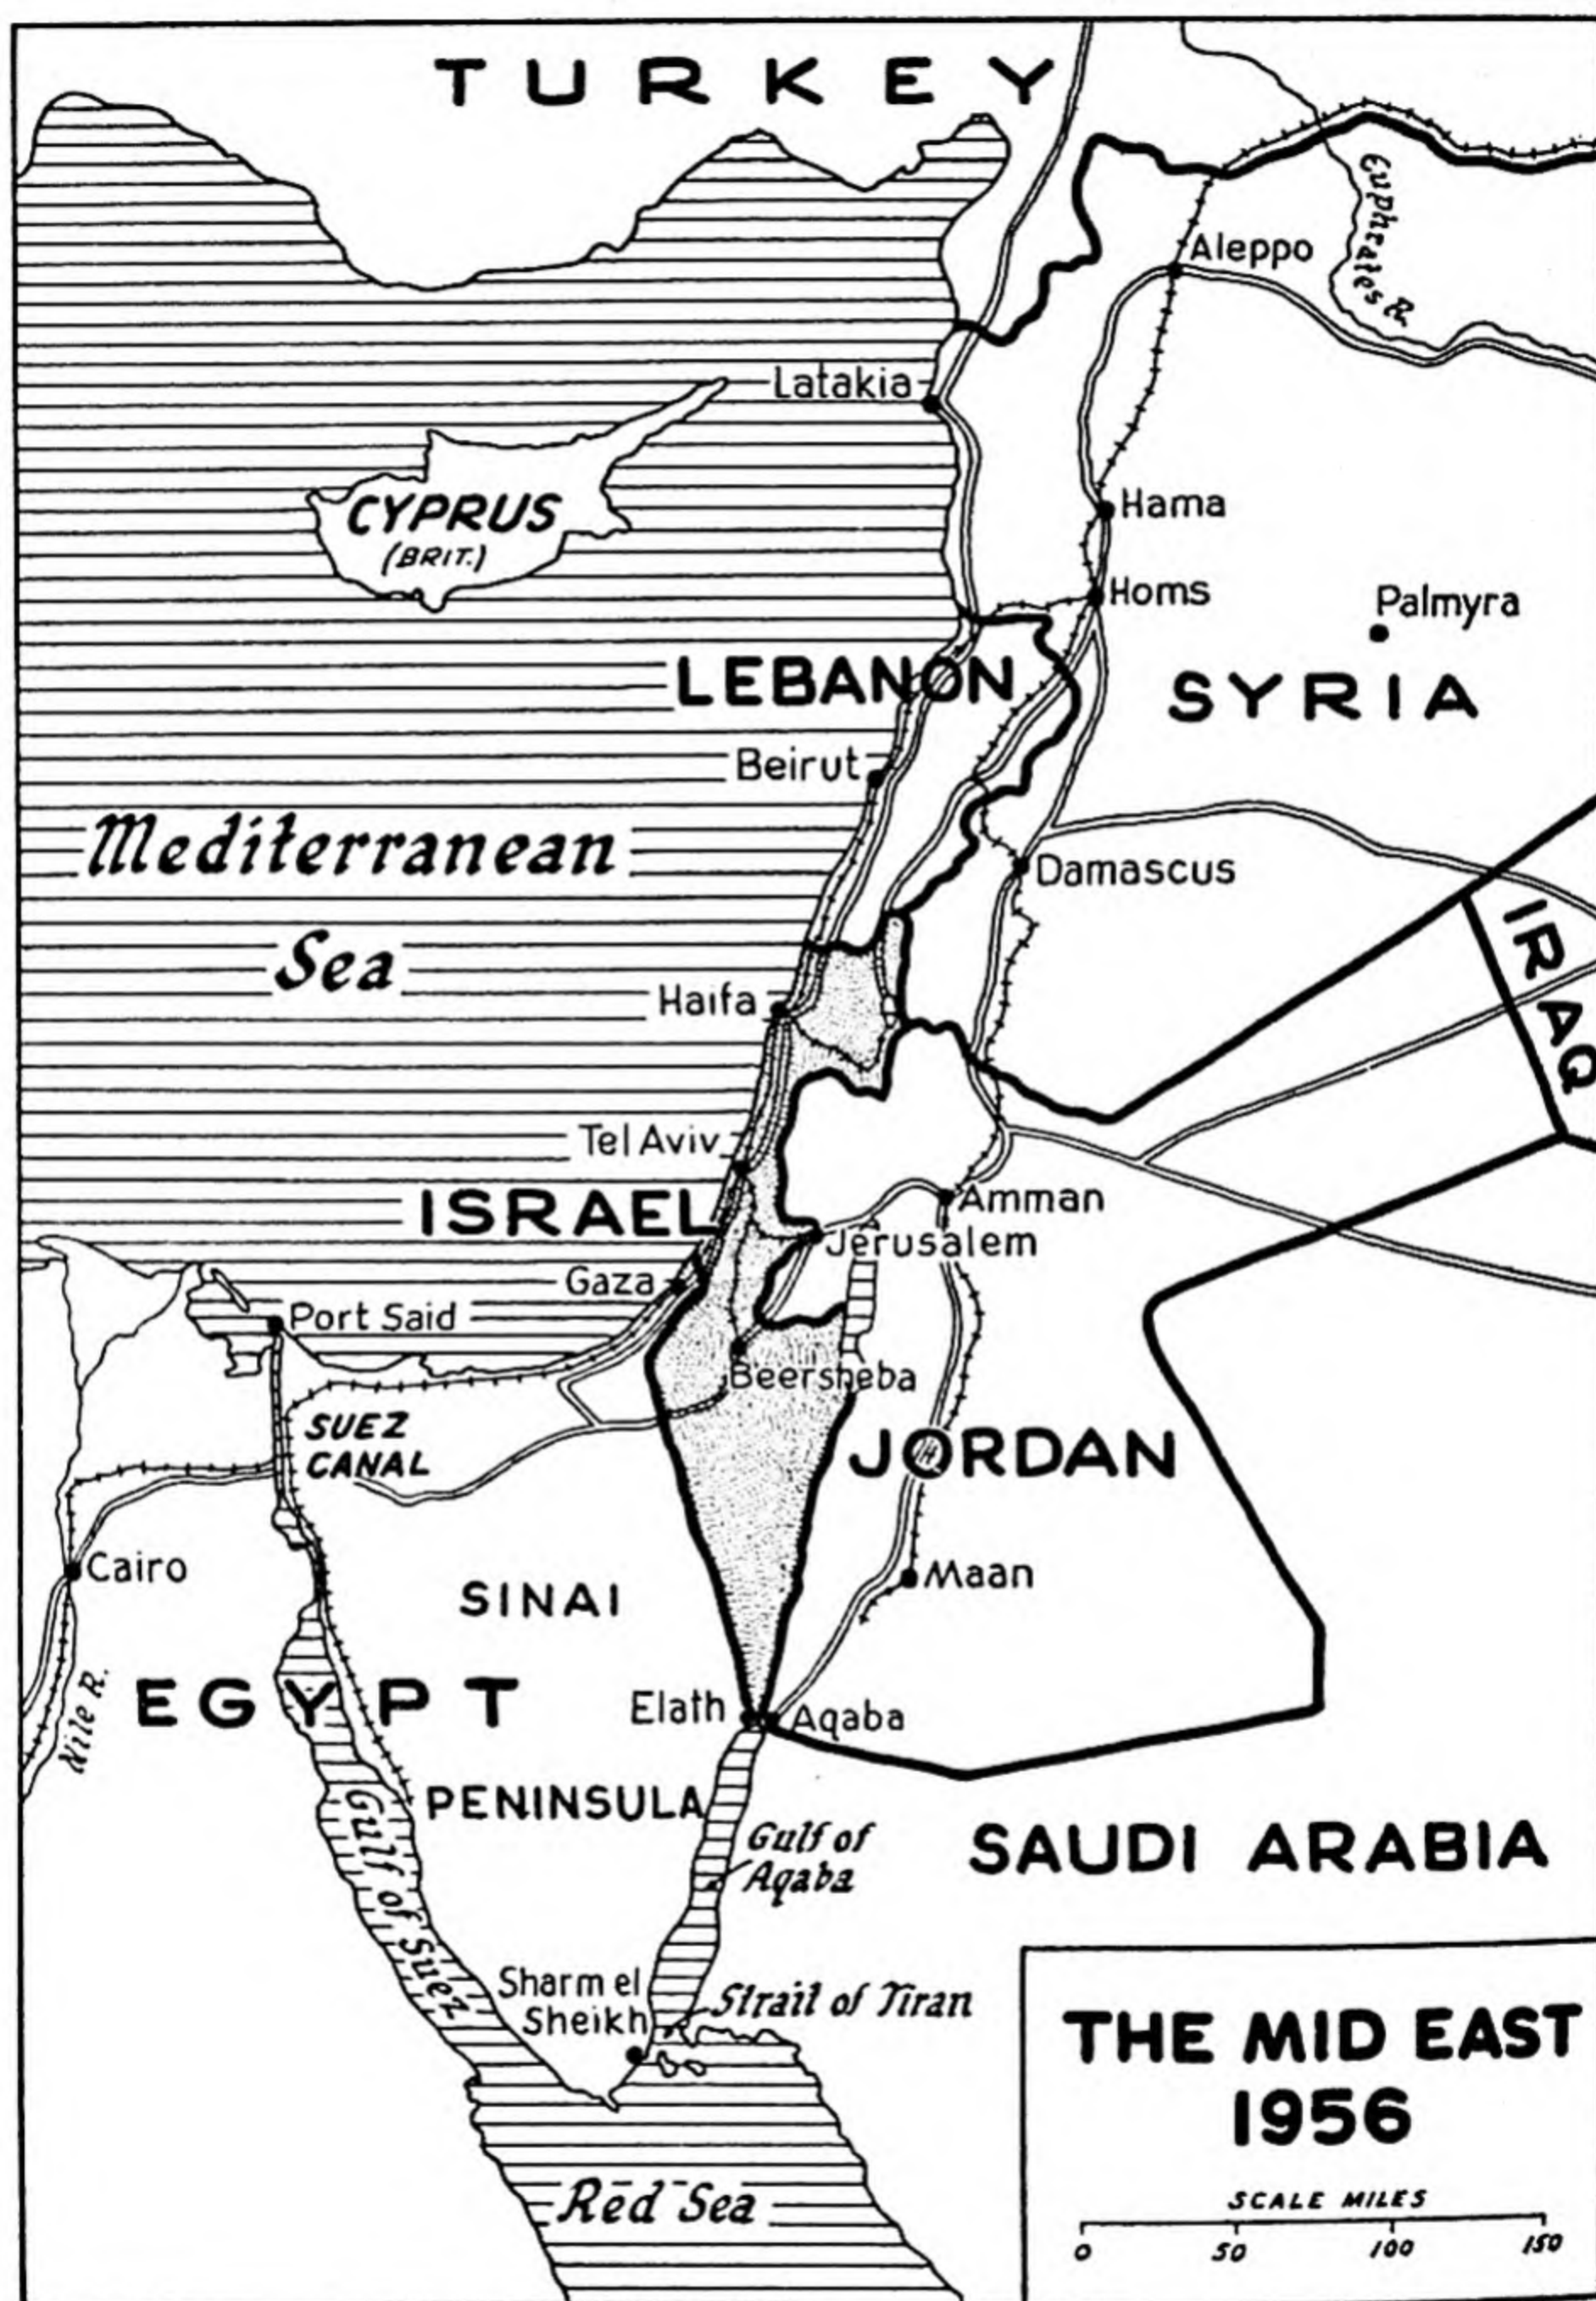 TURKEY
Euphrates R.
Aleppo
Latakia
Hama
CYPRUS
(BRIT.)
Homs
Palmyra
LEBANON
SYRIA
Beirut
Mediterranean
Damascus
IRAQ
Sea
Haifa
Tel Aviv
Amman
ISRAEL
Jerusalem
Gaza
Port Said
Beersheba
SUEZ
CANAL
JORDAN
Cairo
Maan
SINAI
Nile R.
EGYPT
Elath
Aqaba
PENINSULA
Gulf of Suez
Gulf of
Aqaba
SAUDI ARABIA
Sharm el
Sheikh
Strait of Tiran
THE MID EAST
1956
Red Sea
SCALE MILES
0 50 100 150